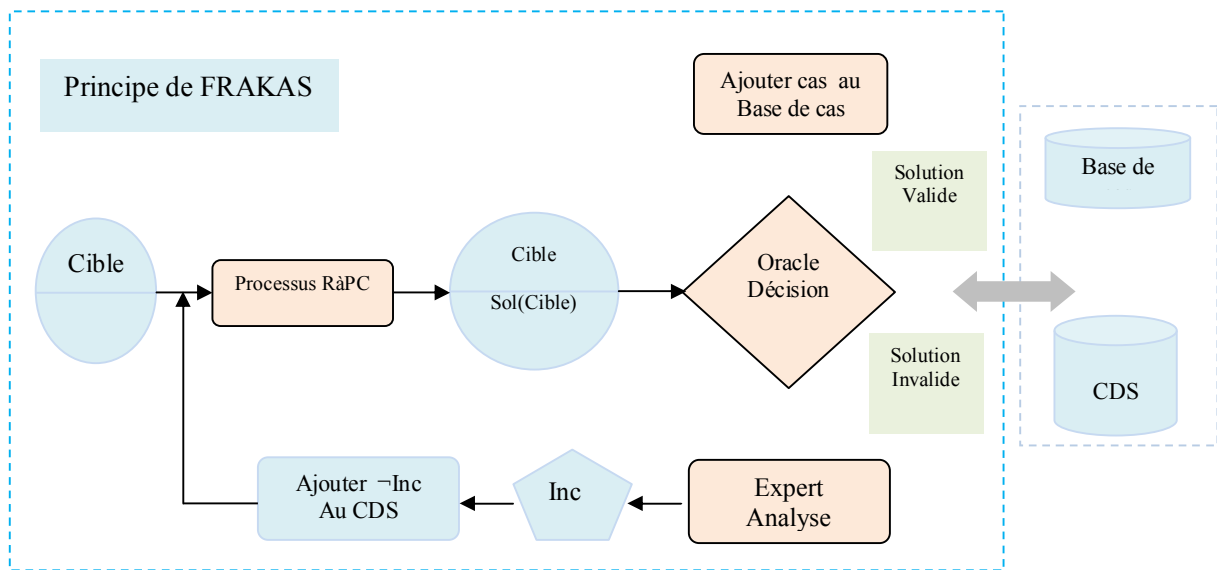 Principe de FRAKAS
Ajouter cas au
Base de cas
Solution
Valide
Base de
Cible
Processus RàPC
Cible
Sol(Cible)
Oracle
Décision
Solution
Invalide
CDS
Ajouter ¬Inc
Au CDS
Inc
Expert
Analyse